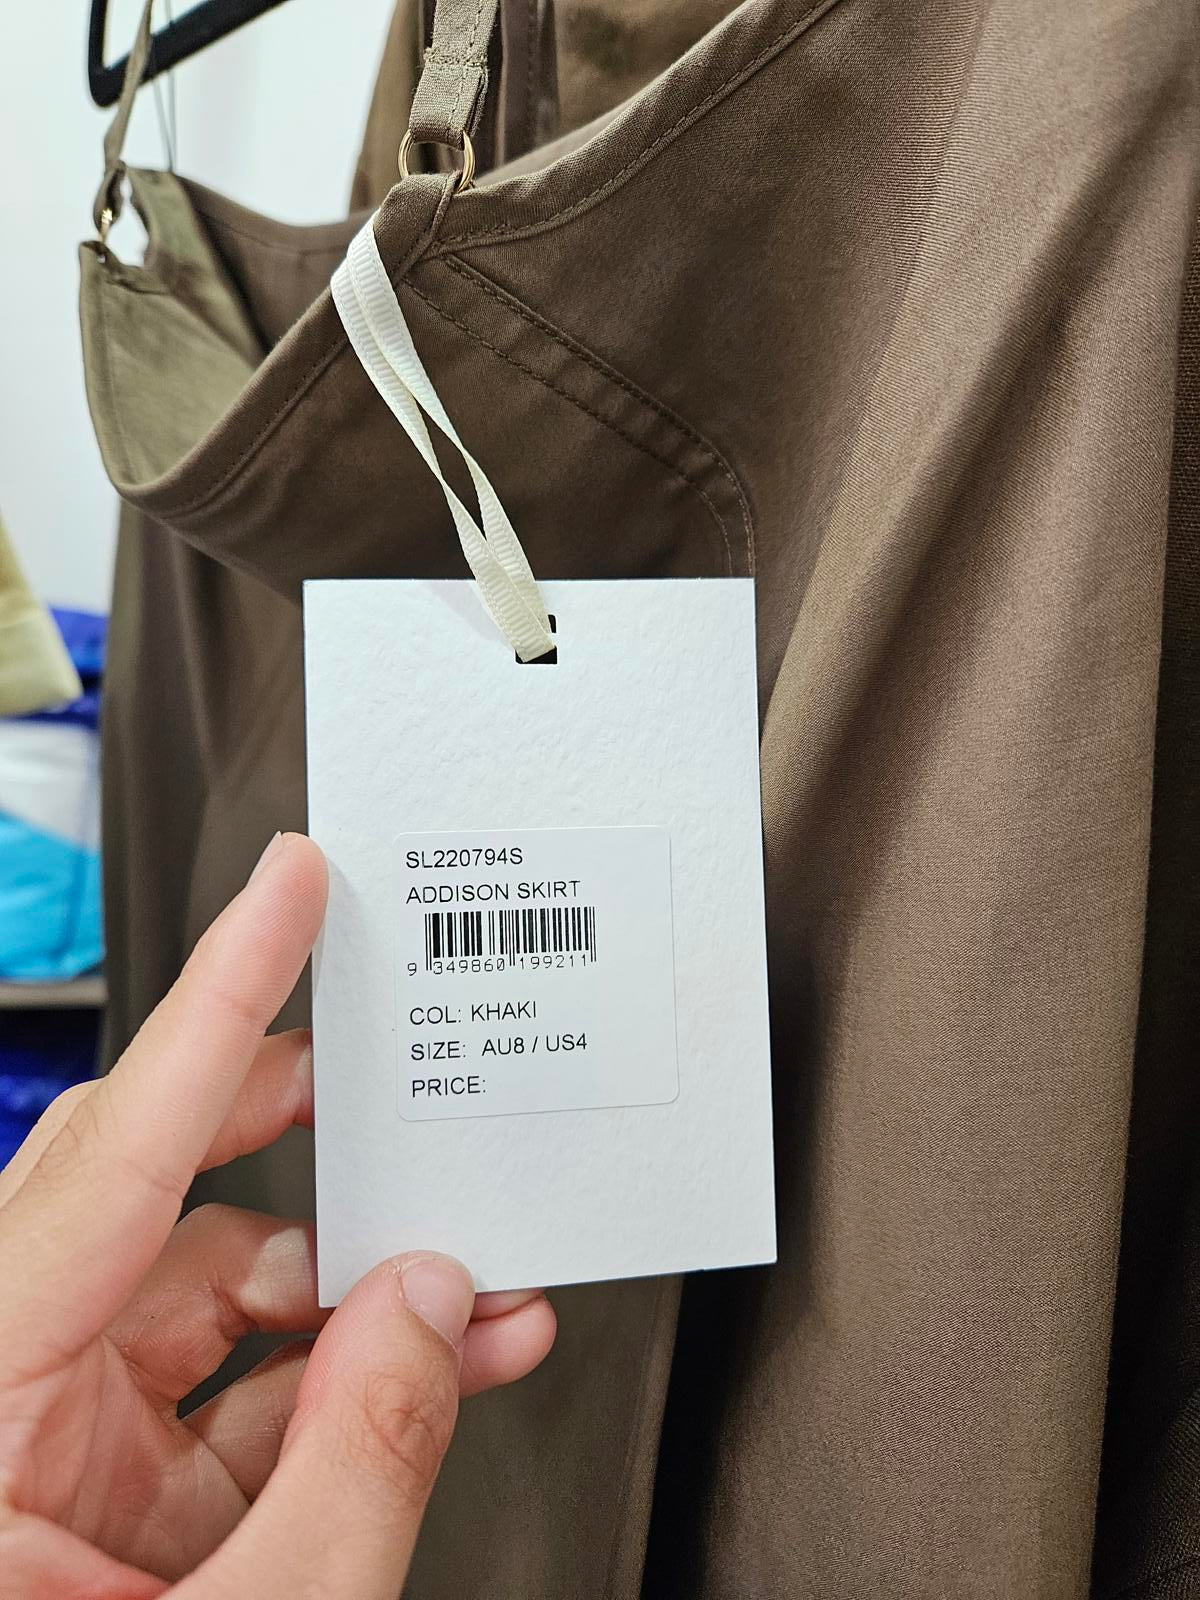 SL220794S
ADDISON SKIRT
9 349860 199211
COL: KHAKI
SIZE: AU8 / US4
PRICE: